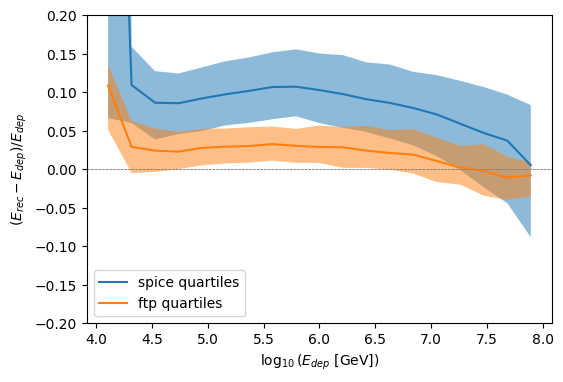 0.20
0.15
0.10
0.05
0.00
−0.05
−0.10
−0.15
−0.20
(E_rec − E_dep)/E_dep
spice quartiles
ftp quartiles
4.0 4.5 5.0 5.5 6.0 6.5 7.0 7.5 8.0
log₁₀ (E_dep [GeV])